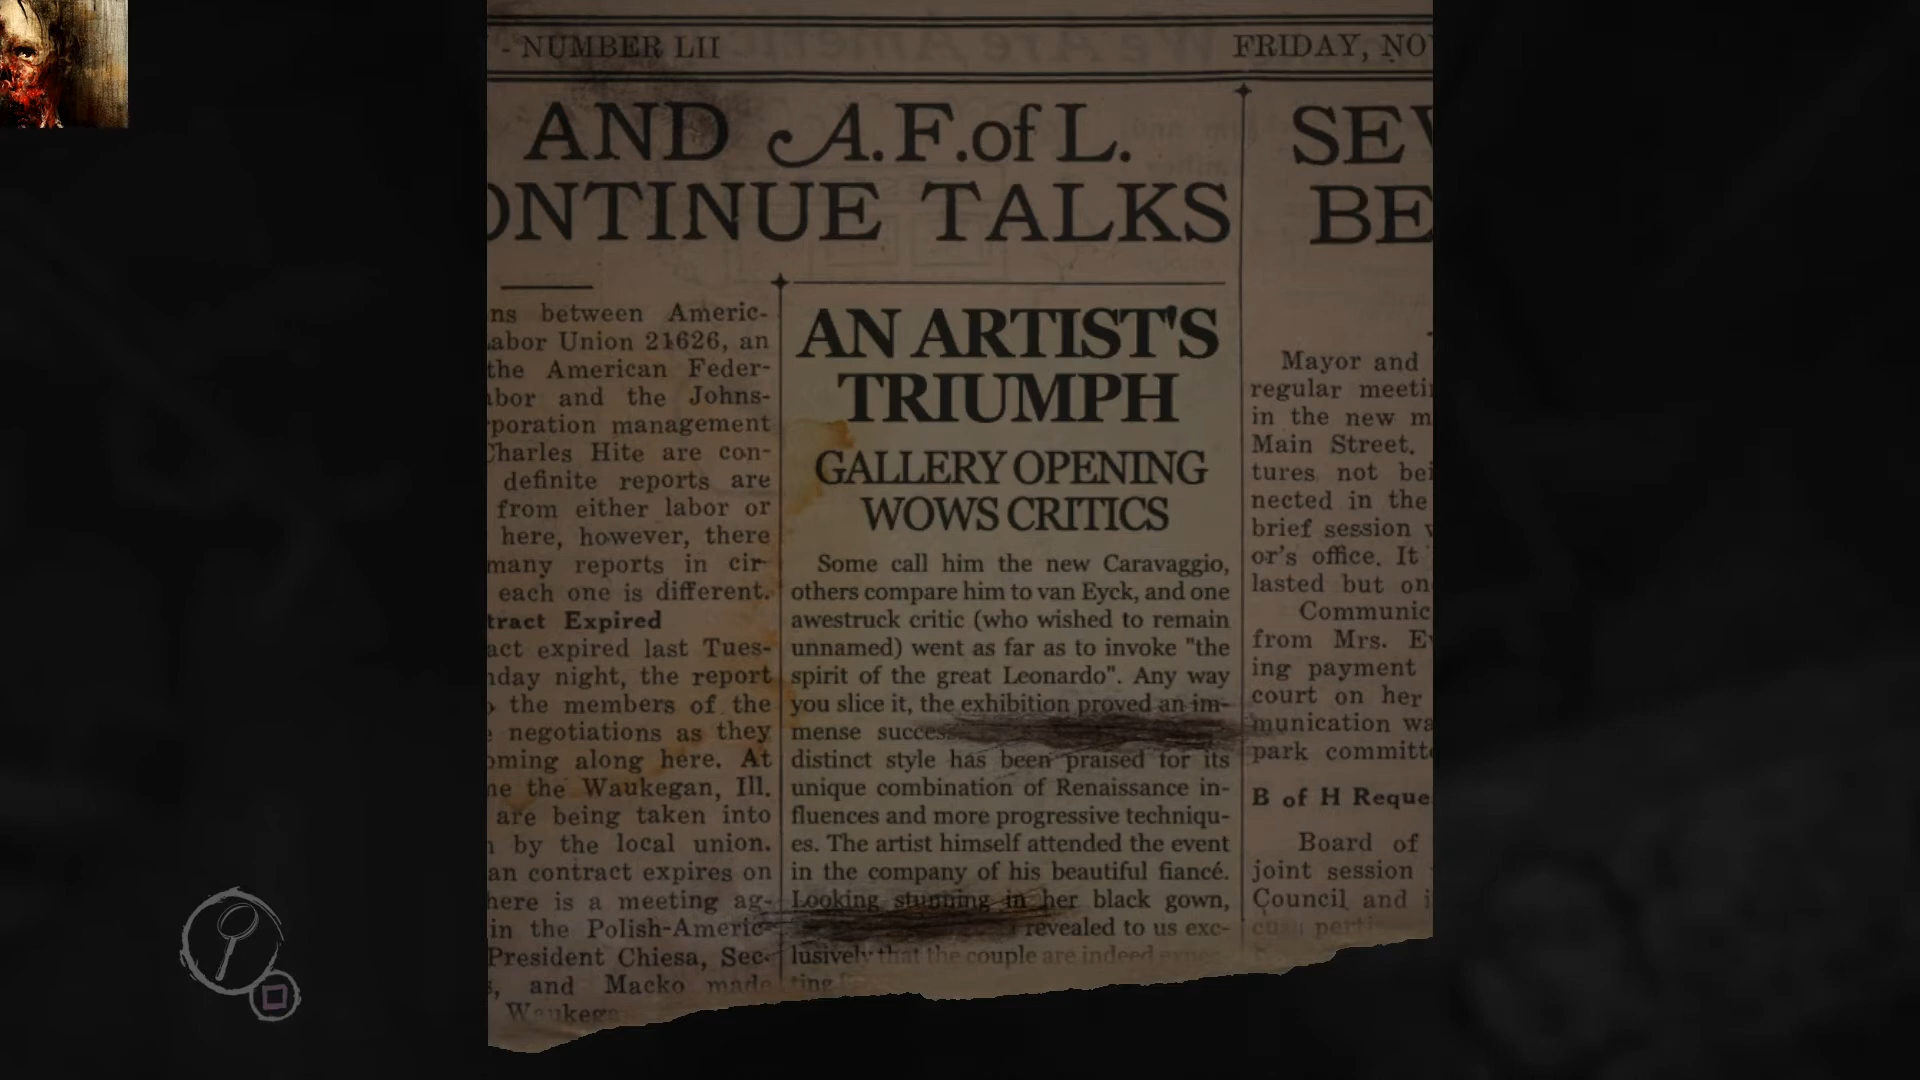 - NUMBER LII
FRIDAY, NO
AND A.F. of L.
ONTINUE TALKS
SE
BE
ns between Americ-
abor Union 21626, an
the American Feder-
bor and the Johns-
poration management
Charles Hite are con-
definite reports are
from either labor or
here, however, there
many reports in cir-
each one is different.
tract Expired
act expired last Tues-
day night, the report
the members of the
negotiations as they
oming along here. At
ne the Waukegan, Ill.
are being taken into
by the local union.
an contract expires on
here is a meeting ag-
in the Polish-Americ-
President Chiesa, Sec-
s, and Macko made
Waukega
AN ARTIST'S
TRIUMPH
GALLERY OPENING
WOWS CRITICS
Some call him the new Caravaggio,
others compare him to van Eyck, and one
awestruck critic (who wished to remain
unnamed) went as far as to invoke "the
spirit of the great Leonardo". Any way
you slice it, the exhibition proved an im-
mense success
distinct style has been praised for its
unique combination of Renaissance in-
fluences and more progressive techniqu-
es. The artist himself attended the event
in the company of his beautiful fiancé.
Looking stunning in her black gown,
revealed to us exc-
lusively that the couple are indeed expec-
ting
Mayor and
regular meeti
in the new m
Main Street.
tures not bei
nected in the
brief session
or's office. It
lasted but on
Communic
from Mrs. E
ing payment
court on her
munication wa
park committ
B of H Reque
Board of
joint session
Council and i